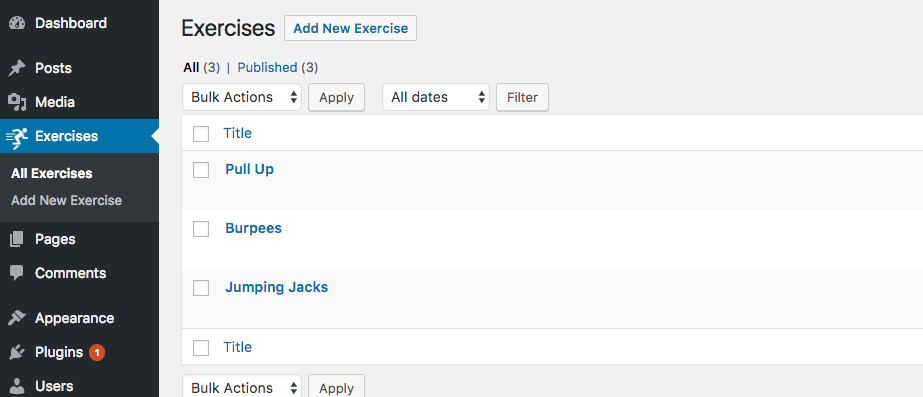 Dashboard
Posts
Media
Exercises
All Exercises
Add New Exercise
Pages
Comments
Appearance
Plugins 1
Users
Exercises Add New Exercise
All (3) | Published (3)
Bulk Actions Apply All dates Filter
Title
Pull Up
Burpees
Jumping Jacks
Title
Bulk Actions Apply